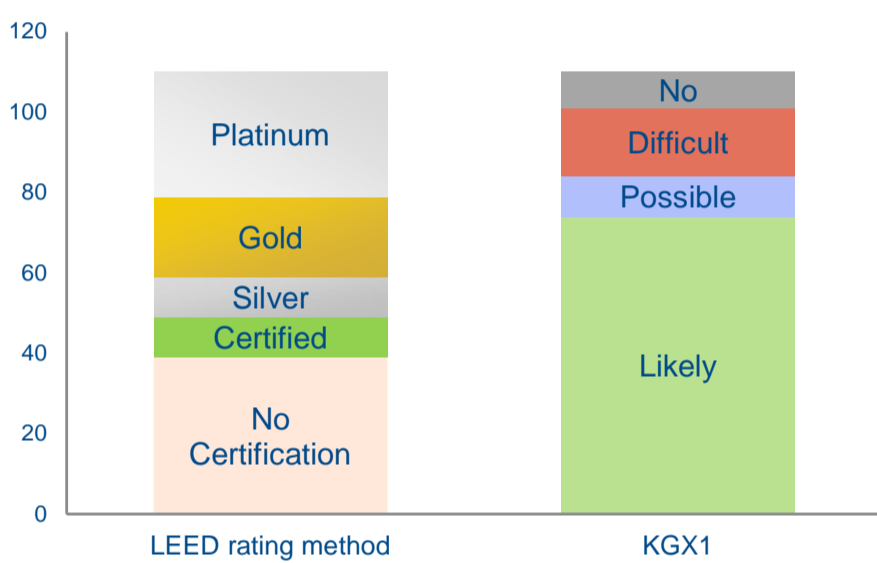 120
100
80
60
40
20
0
Platinum
Gold
Silver
Certified
No
Certification
No
Difficult
Possible
Likely
LEED rating method
KGX1